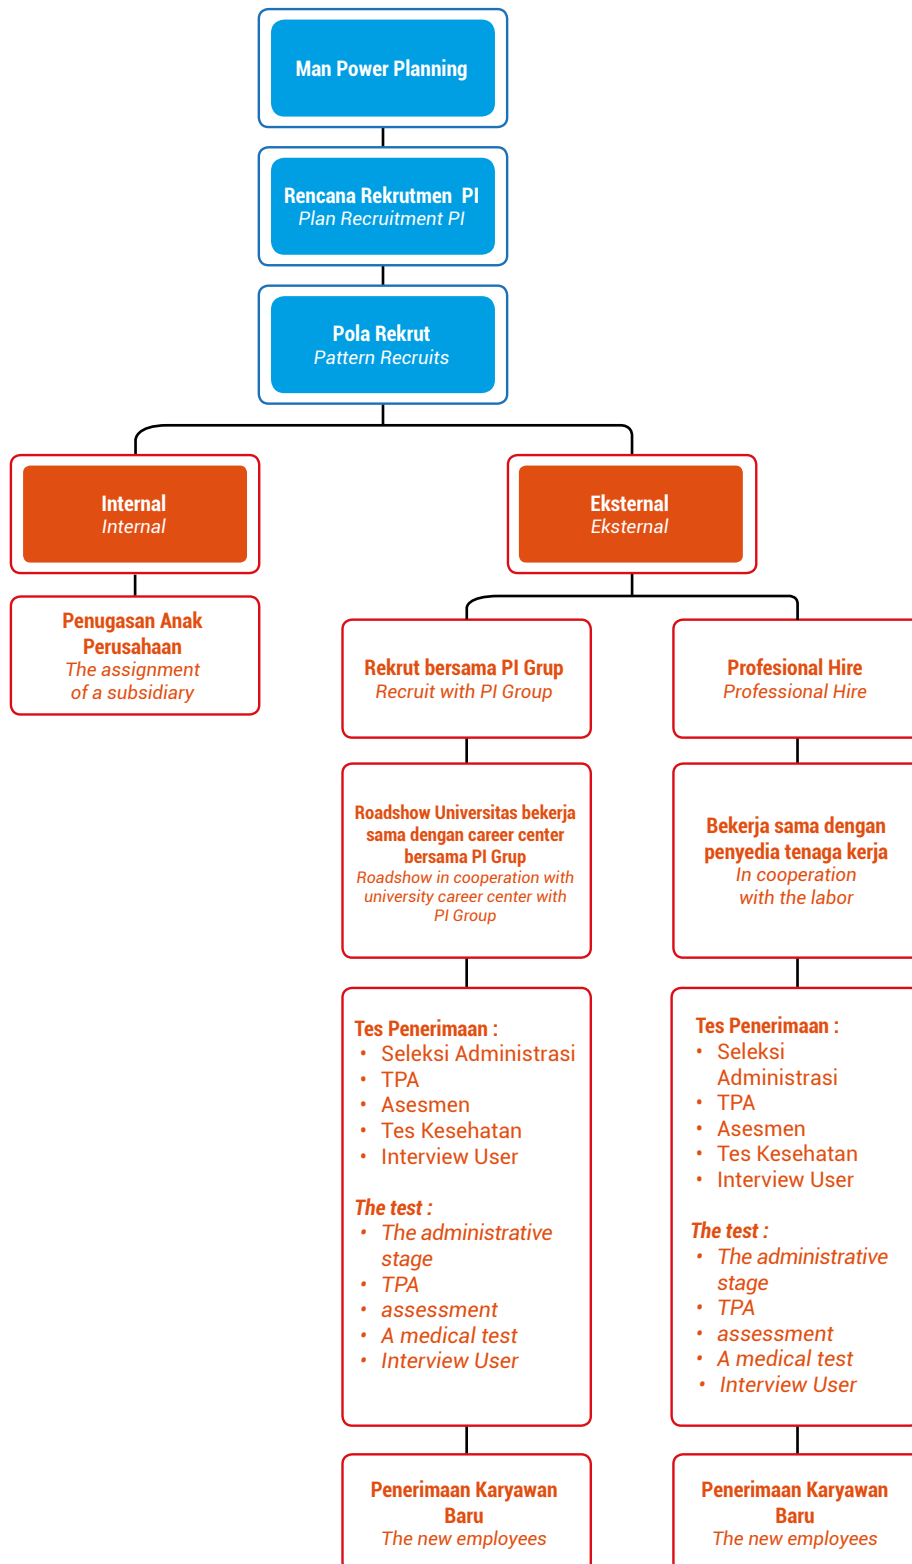 Man Power Planning
Rencana Rekrutmen PI
Plan Recruitment PI
Pola Rekrut
Pattern Recruits
Internal
Internal
Eksternal
Eksternal
Penugasan Anak
Perusahaan
The assignment
of a subsidiary
Rekrut bersama PI Grup
Recruit with PI Group
Profesional Hire
Professional Hire
Roadshow Universitas bekerja
sama dengan career center
bersama PI Grup
Roadshow in cooperation with
university career center with
PI Group
Bekerja sama dengan
penyedia tenaga kerja
In cooperation
with the labor
Tes Penerimaan :
• Seleksi Administrasi
• TPA
• Asesmen
• Tes Kesehatan
• Interview User
The test :
• The administrative
stage
• TPA
• assessment
• A medical test
• Interview User
Tes Penerimaan :
• Seleksi
Administrasi
• TPA
• Asesmen
• Tes Kesehatan
• Interview User
The test :
• The administrative
stage
• TPA
• assessment
• A medical test
• Interview User
Penerimaan Karyawan
Baru
The new employees
Penerimaan Karyawan
Baru
The new employees